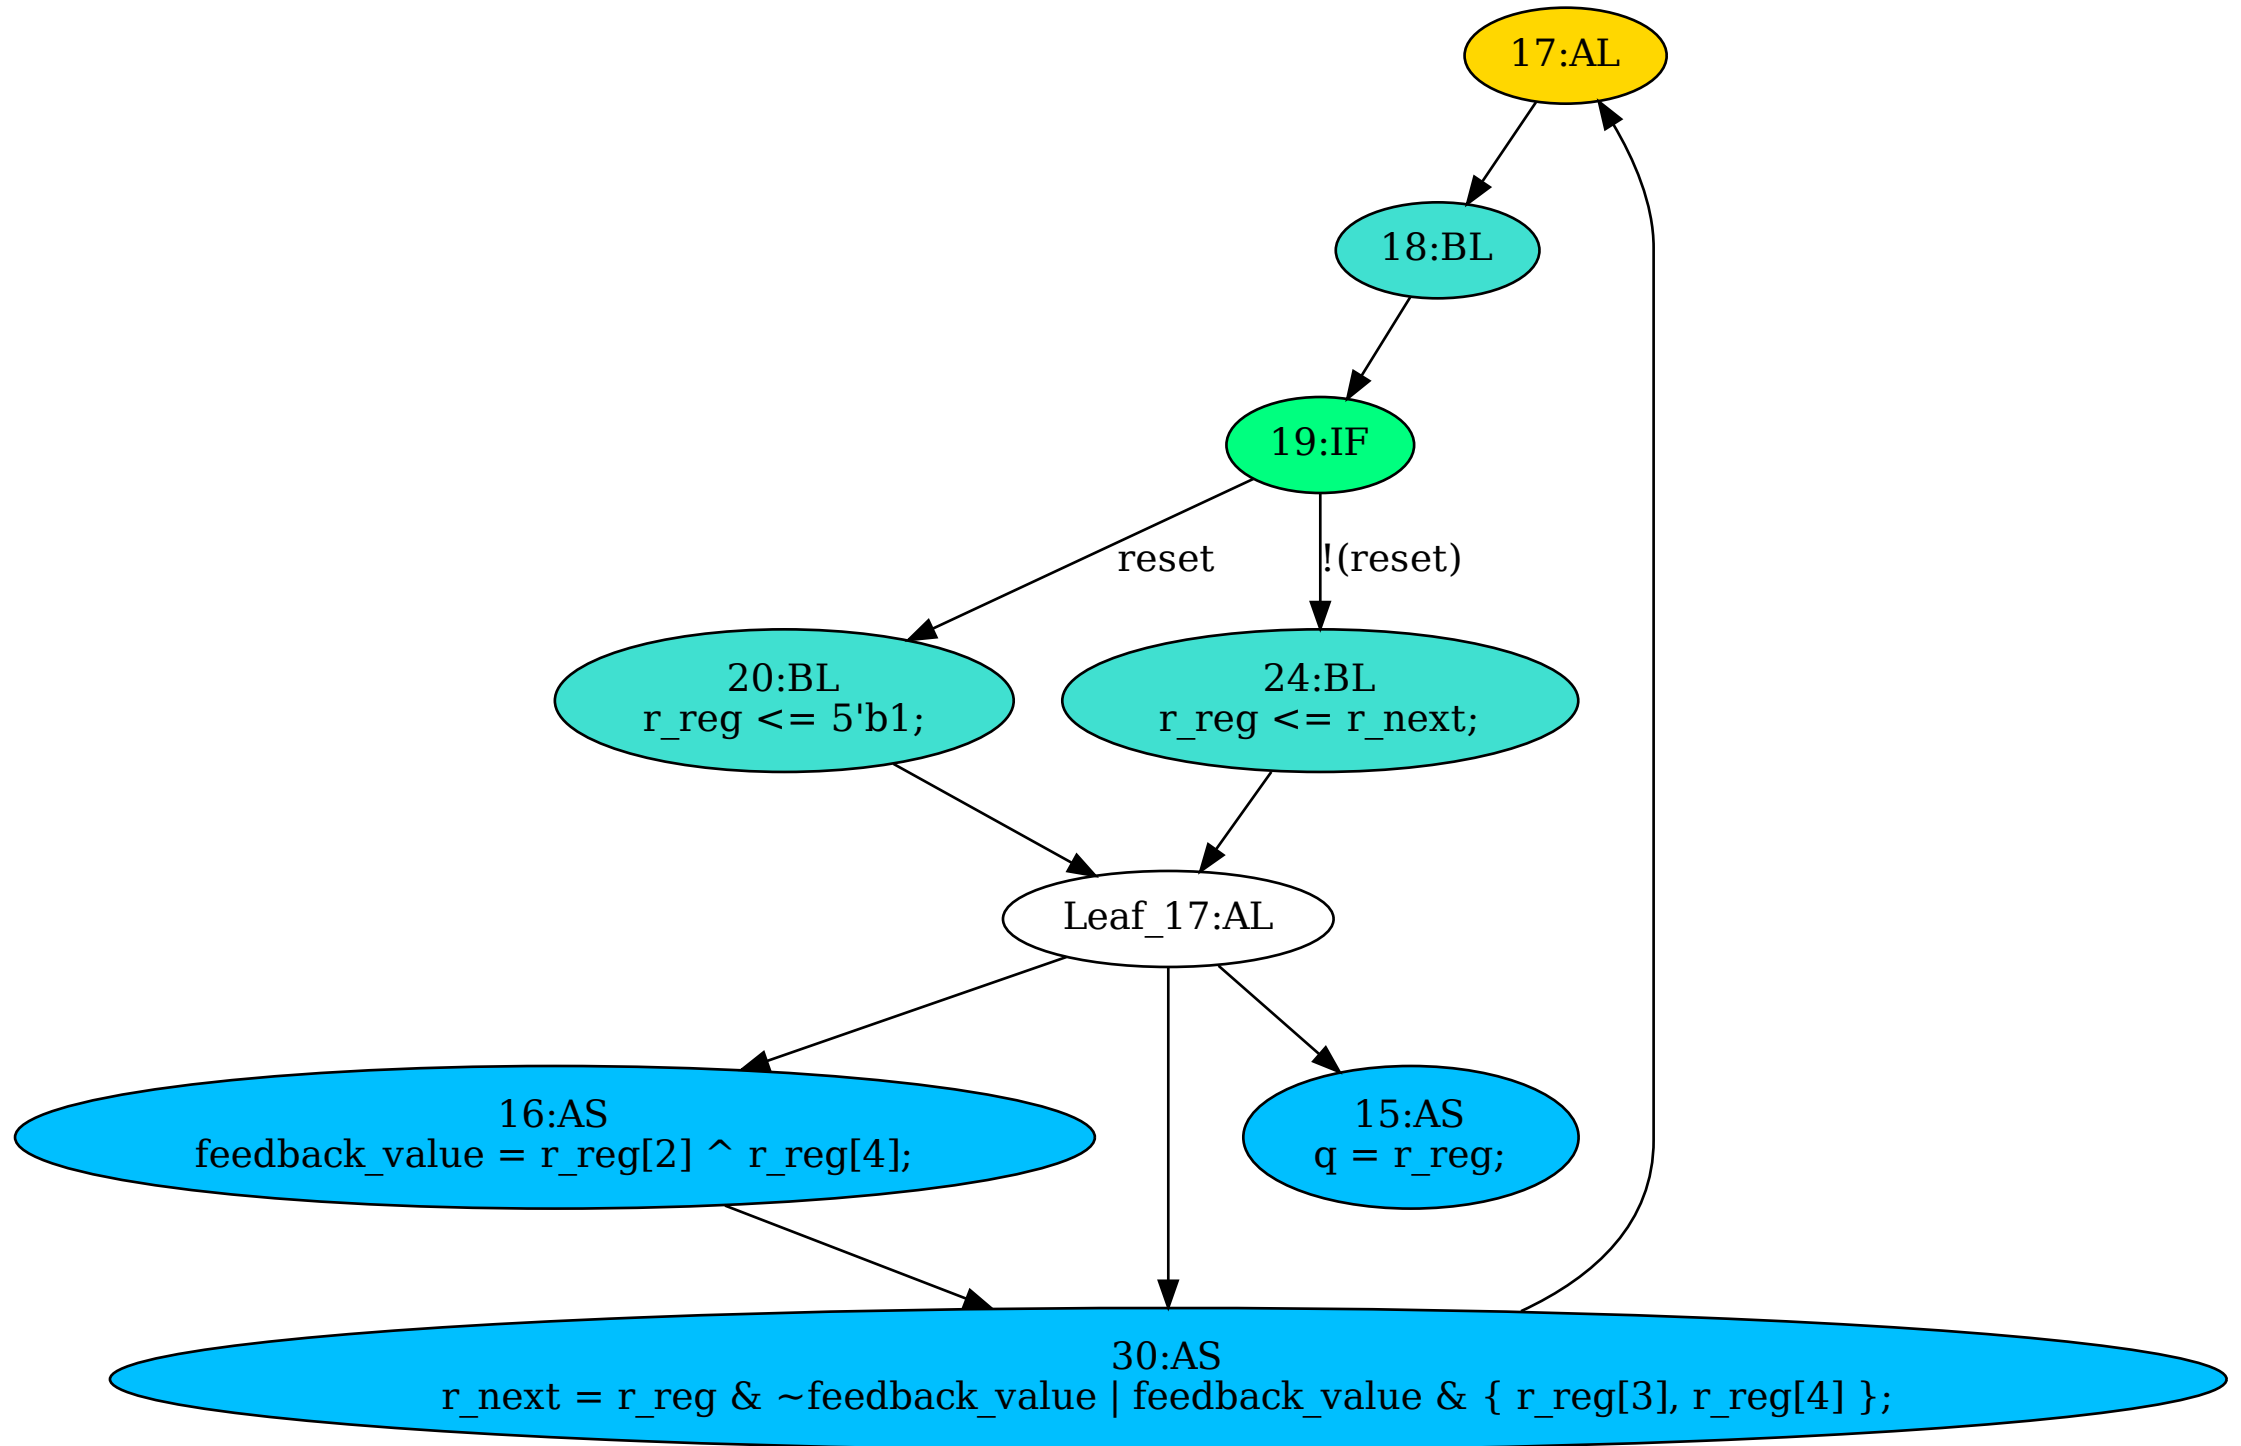 17:AL
18:BL
19:IF
reset
!(reset)
20:BL
r_reg <= 5'b1;
24:BL
r_reg <= r_next;
Leaf_17:AL
16:AS
feedback_value = r_reg[2] ^ r_reg[4];
15:AS
q = r_reg;
30:AS
r_next = r_reg & ~feedback_value | feedback_value & { r_reg[3], r_reg[4] };